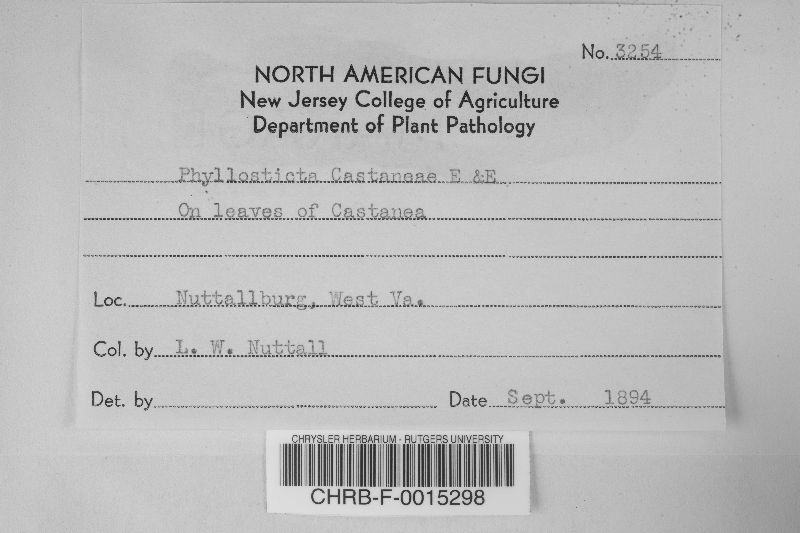 No. 3254
NORTH AMERICAN FUNGI
New Jersey College of Agriculture
Department of Plant Pathology
Phyllosticta Castaneae E &E
On leaves of Castanea
Loc. Nuttallburg, West Va.
Col. by L. W. Nuttall
Det. by Date Sept. 1894
CHRYSLER HERBARIUM - RUTGERS UNIVERSITY
CHRB-F-0015298